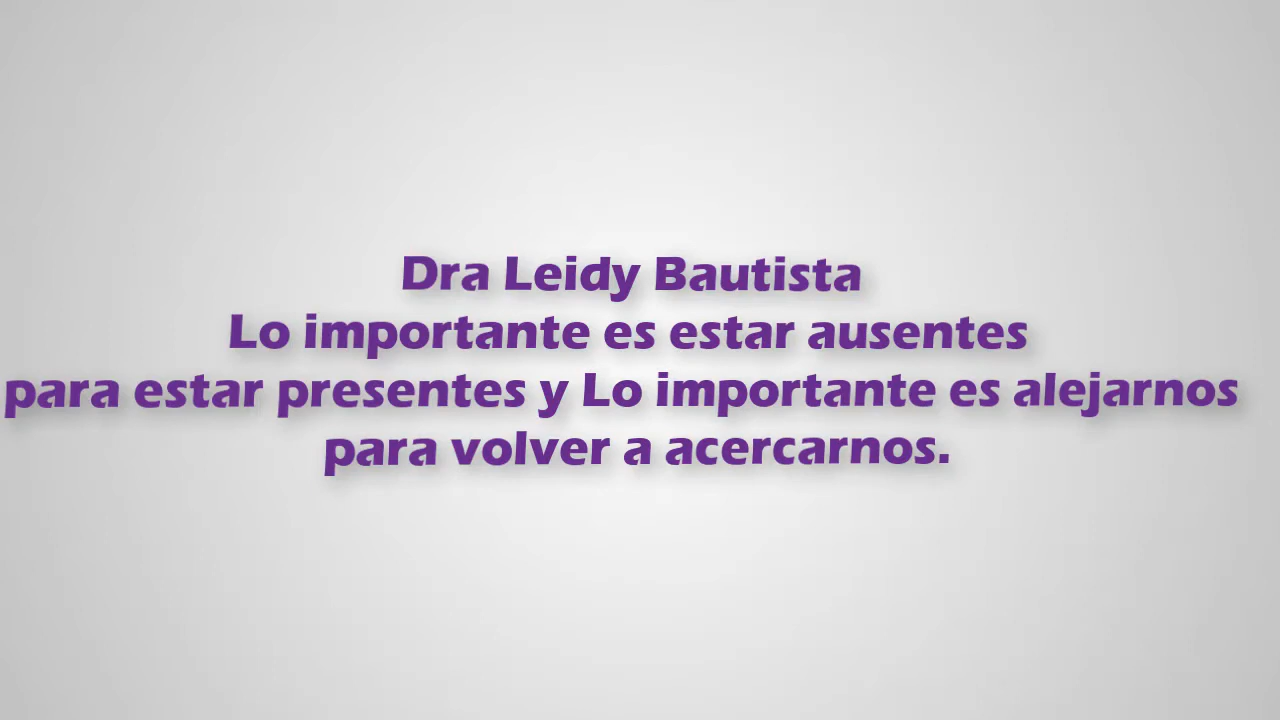 Dra Leidy Bautista
Lo importante es estar ausentes
para estar presentes y Lo importante es alejarnos
para volver a acercarnos.